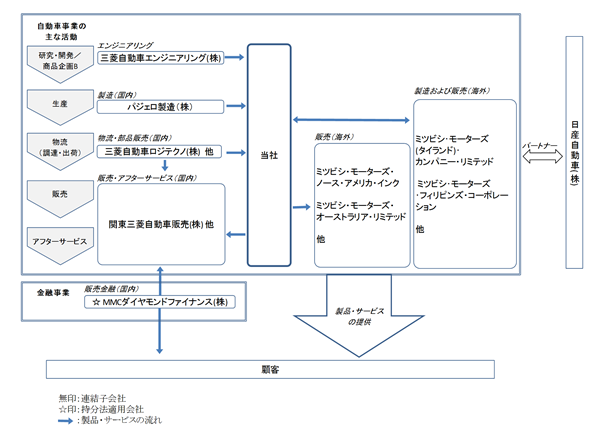 自動車事業の
主な活動
研究・開発／
商品企画B
生産
物流
（調達・出荷）
販売
アフターサービス
エンジニアリング
三菱自動車エンジニアリング(株)
製造（国内）
パジェロ製造（株）
物流・部品販売（国内）
三菱自動車ロジテクノ(株) 他
販売・アフターサービス（国内）
関東三菱自動車販売(株) 他
当社
販売（海外）
ミツビシ・モーターズ・
ノース・アメリカ・インク
ミツビシ・モーターズ・
オーストラリア・リミテッド
他
製造および販売（海外）
ミツビシ・モーターズ
(タイランド)・
カンパニー・リミテッド
ミツビシ・モーターズ
・フィリピンズ・コーポレー
ション
他
パートナー
日産自動車(株)
金融事業
販売金融（国内）
☆ MMCダイヤモンドファイナンス(株)
製品・サービス
の提供
顧客
無印：連結子会社
☆印：持分法適用会社
：製品・サービスの流れ